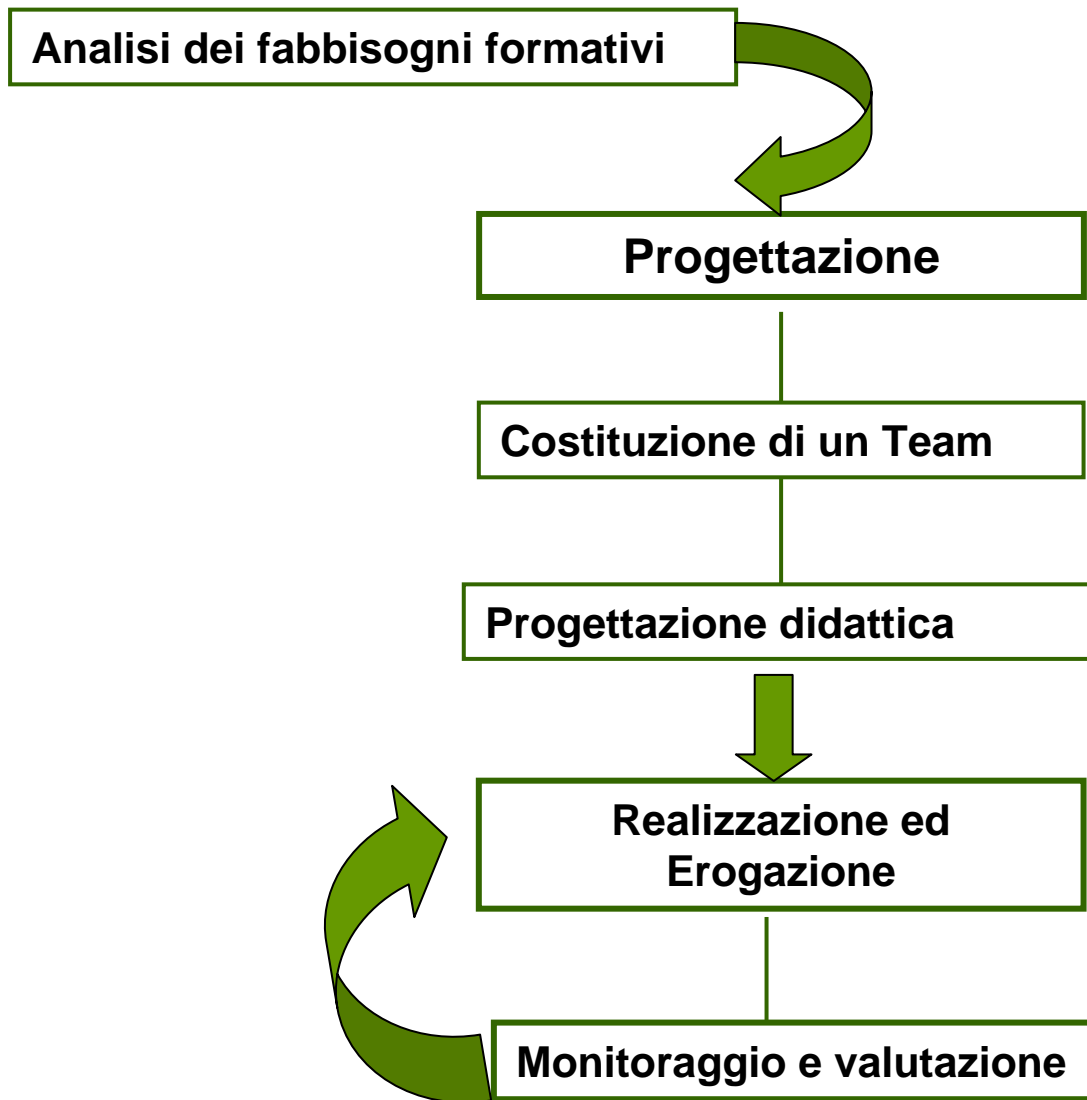 Analisi dei fabbisogni formativi
Progettazione
Costituzione di un Team
Progettazione didattica
Realizzazione ed
Erogazione
Monitoraggio e valutazione